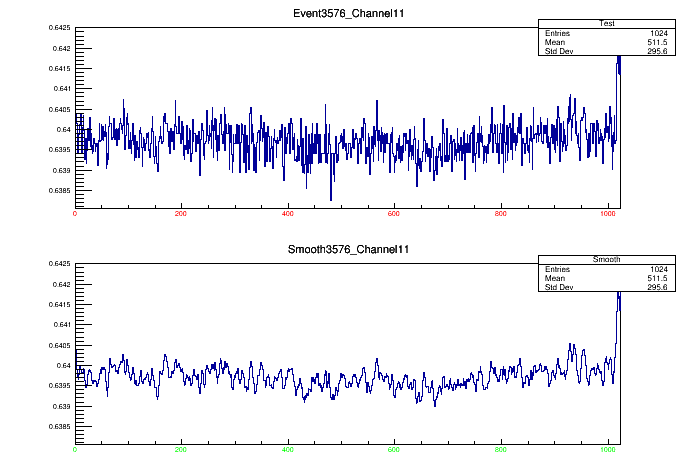 Event3576_Channel11
Test
Entries 1024
Mean 511.5
Std Dev 295.6
0.6425
0.642
0.6415
0.641
0.6405
0.64
0.6395
0.639
0.6385
0 200 400 600 800 1000
Smooth3576_Channel11
Smooth
Entries 1024
Mean 511.5
Std Dev 295.6
0.6425
0.642
0.6415
0.641
0.6405
0.64
0.6395
0.639
0.6385
0 200 400 600 800 1000